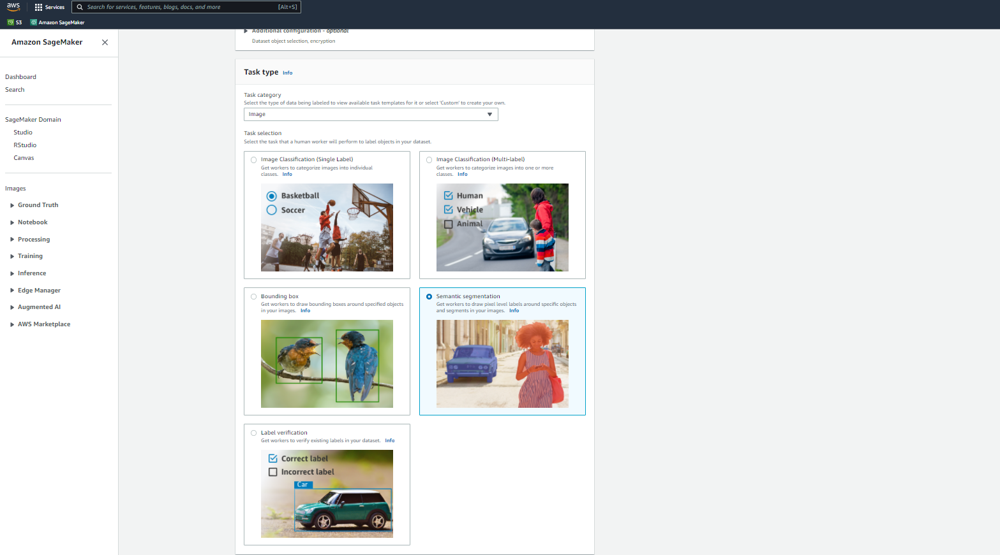 aws
Services
Search for services, features, blogs, docs, and more
[Alt+S]
S3
Amazon SageMaker
Amazon SageMaker
Dashboard
Search
SageMaker Domain
Studio
RStudio
Canvas
Images
Ground Truth
Notebook
Processing
Training
Inference
Edge Manager
Augmented AI
AWS Marketplace
Additional configuration - optional
Dataset object selection, encryption
Task type Info
Task category
Select the type of data being labeled to view available task templates for it or select 'Custom' to create your own.
Image
Task selection
Select the task that a human worker will perform to label objects in your dataset.
Image Classification (Single Label)
Get workers to categorize images into individual
classes. Info
Basketball
Soccer
Image Classification (Multi-label)
Get workers to categorize images into one or more
classes. Info
Human
Vehicle
Animal
Bounding box
Get workers to draw bounding boxes around specified objects
in your images. Info
Semantic segmentation
Get workers to draw pixel level labels around specific objects
and segments in your images. Info
Label verification
Get workers to verify existing labels in your dataset. Info
Correct label
Incorrect label
Car